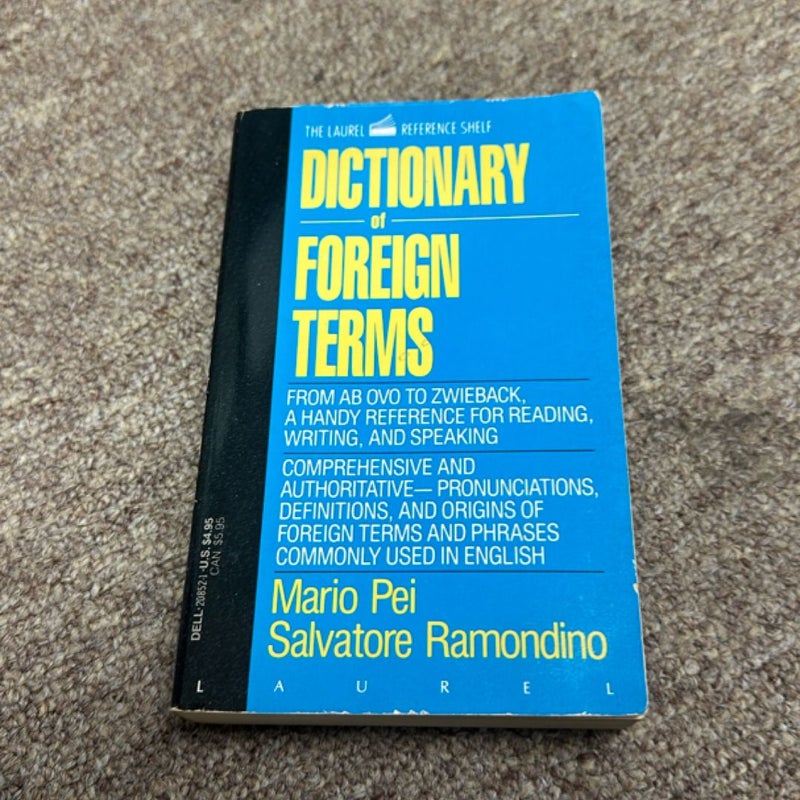 THE LAUREL REFERENCE SHELF
DICTIONARY
of
FOREIGN
TERMS
FROM AB OVO TO ZWIEBACK,
A HANDY REFERENCE FOR READING,
WRITING, AND SPEAKING
COMPREHENSIVE AND
AUTHORITATIVE— PRONUNCIATIONS,
DEFINITIONS, AND ORIGINS OF
FOREIGN TERMS AND PHRASES
COMMONLY USED IN ENGLISH
Mario Pei
Salvatore Ramondino
LAUREL
DELL•20852-1•U.S. $4.95
CAN. $5.95